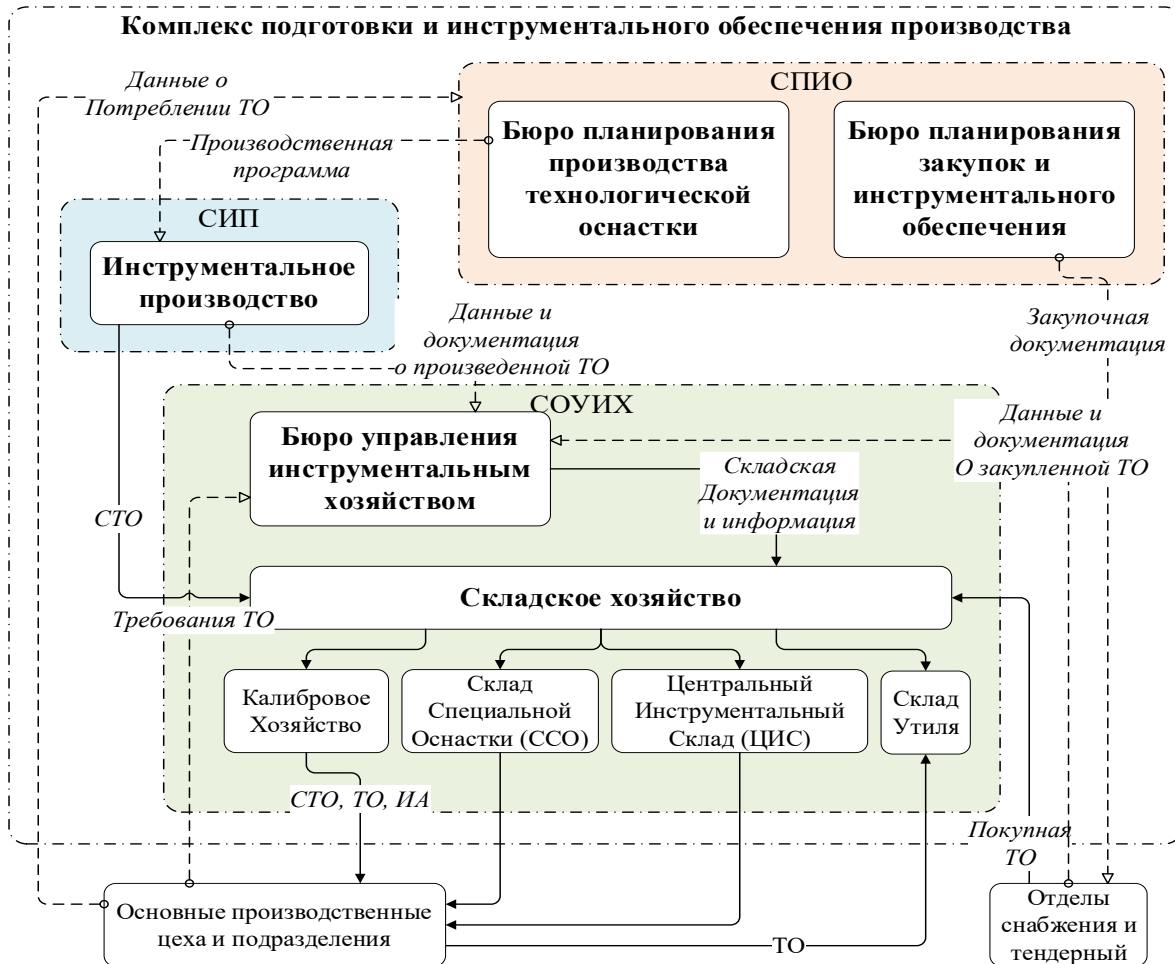 Комплекс подготовки и инструментального обеспечения производства
Данные о
Потреблении ТО
СПИО
Бюро планирования
производства
технологической
оснастки
Бюро планирования
закупок и
инструментального
обеспечения
Производственная
программа
СИП
Инструментальное
производство
Данные и
документация
о произведенной ТО
Закупочная
документация
СОУИХ
Бюро управления
инструментальным
хозяйством
Данные и
документация
О закупленной ТО
Складская
Документация
и информация
СТО
Складское хозяйство
Требования ТО
Калибровое
Хозяйство
Склад
Специальной
Оснастки (ССО)
Центральный
Инструментальный
Склад (ЦИС)
Склад
Утиля
СТО, ТО, ИА
Покупная
ТО
Основные производственные
цеха и подразделения
ТО
Отделы
снабжения и
тендерный